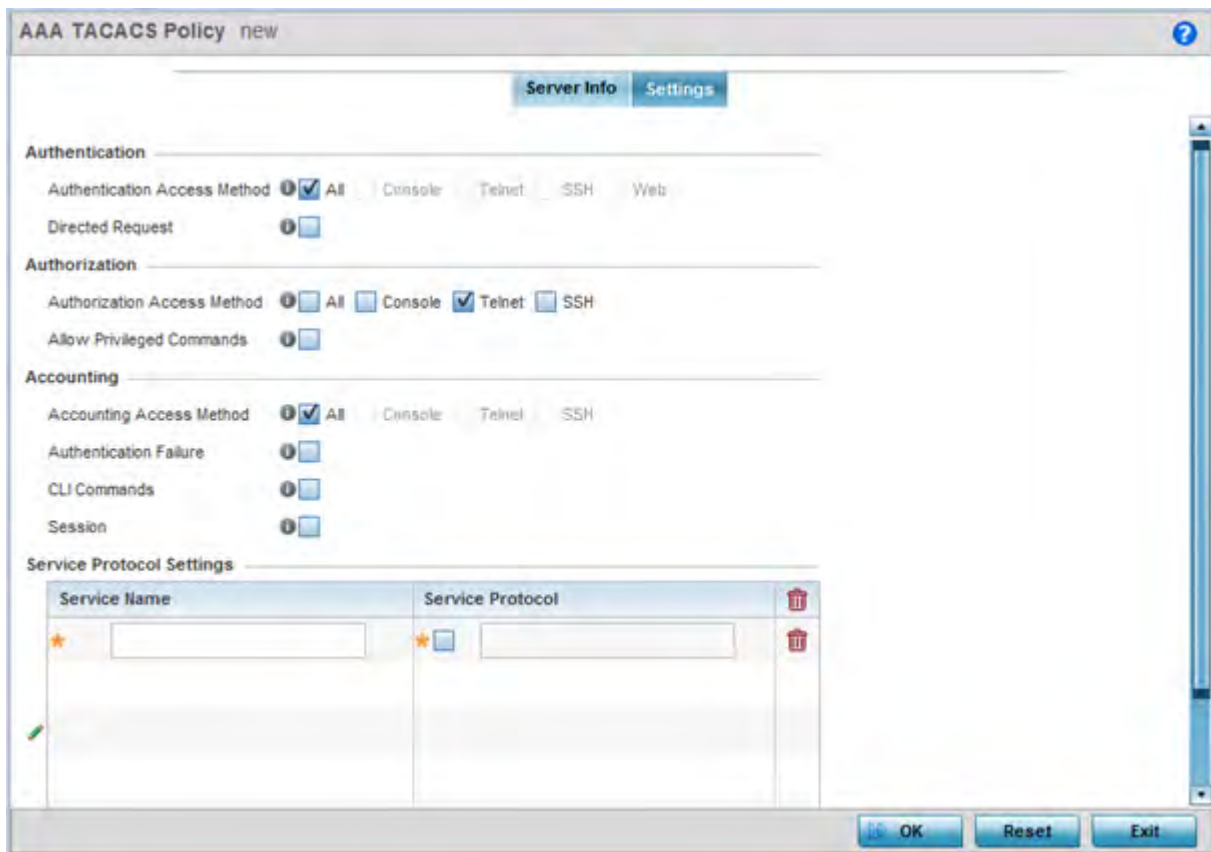 AAA TACACS Policy new ?
Server Info Settings
Authentication
Authentication Access Method All Console Telnet SSH Web
Directed Request
Authorization
Authorization Access Method All Console Telnet SSH
Allow Privileged Commands
Accounting
Accounting Access Method All Console Telnet SSH
Authentication Failure
CLI Commands
Session
Service Protocol Settings
Service Name Service Protocol
* *
OK Reset Exit